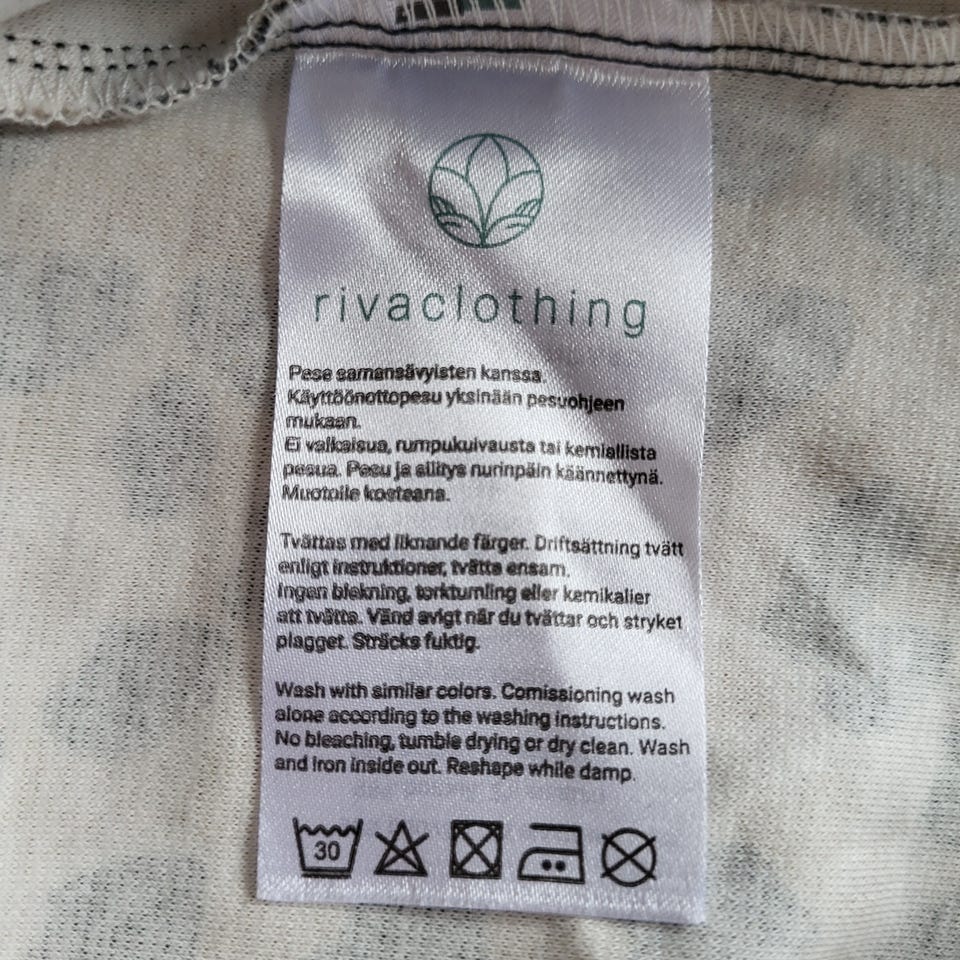 rivaclothing
Pese samansävyisten kanssa.
Käyttöönottopesu yksinään pesuohjeen
mukaan.
Ei valkaisua, rumpukuivausta tai kemiallista
pesua. Pesu ja silitys nurinpäin käännettynä.
Muotoile kosteana.
Tvättas med liknande färger. Driftsättning tvätt
enligt instruktioner, tvätta ensam.
Ingen blekning, torktumling eller kemikalier
att tvätta. Vänd avigt när du tvättar och stryket
plagget. Sträcks fuktig.
Wash with similar colors. Comissioning wash
alone according to the washing instructions.
No bleaching, tumble drying or dry clean. Wash
and iron inside out. Reshape while damp.
30